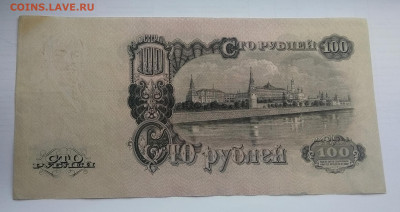 COINS.LAVE.RU
СТО РУБЛЕЙ 100
100
Сто рублей
СТО
РУБЛЕЙ
100